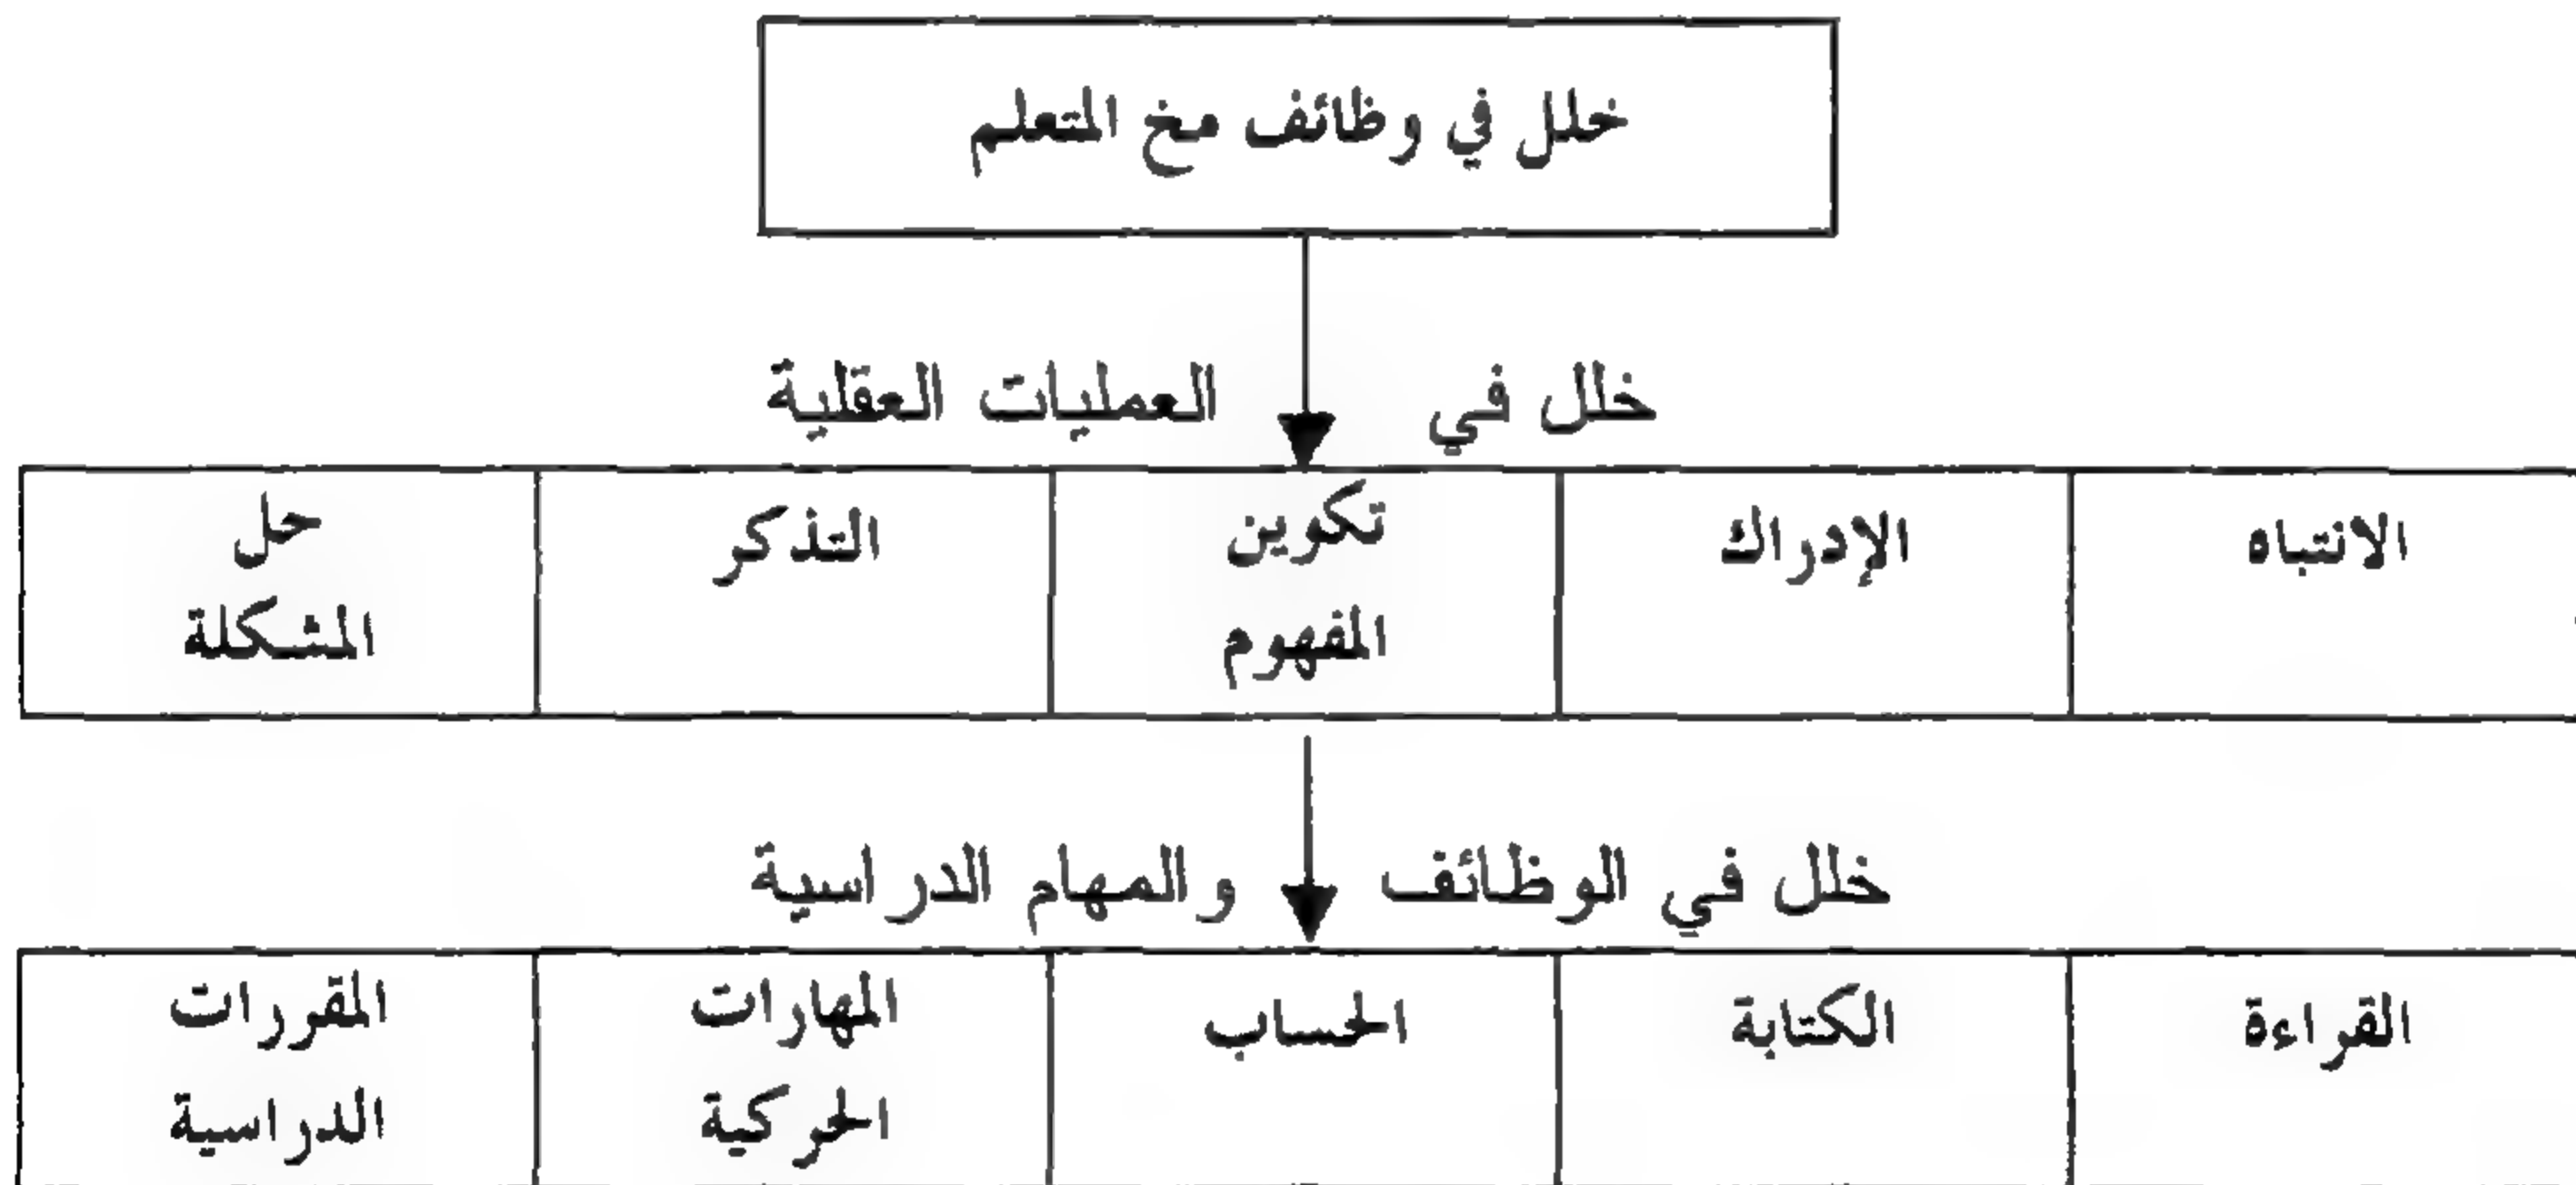 خلل في وظائف مخ المتعلم
خلل في العمليات العقلية
الانتباه
الإدراك
تكوين
المفهوم
التذكر
حل
المشكلة
خلل في الوظائف والمهام الدراسية
القراءة
الكتابة
الحساب
المهارات
الحركية
المقررات
الدراسية